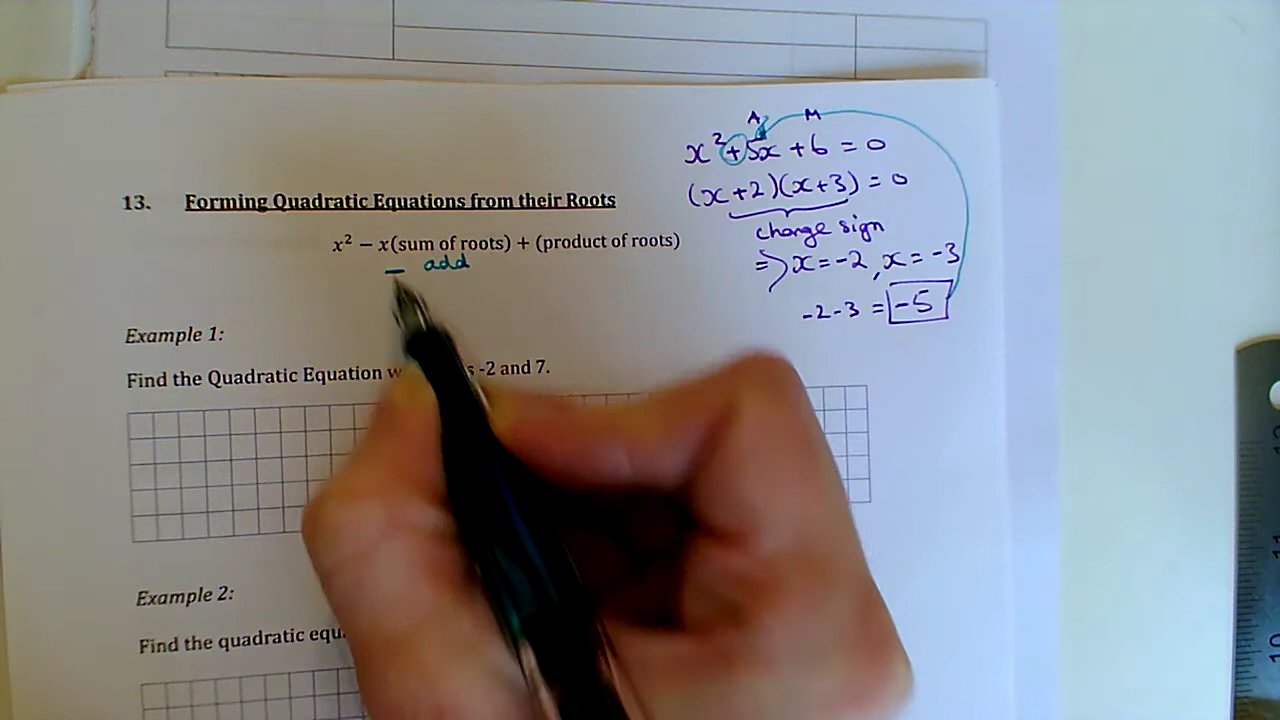 A M
x² + 5x + 6 = 0
(x+2)(x+3) = 0
change sign
⇒ x = -2, x = -3
-2-3 = -5
13. Forming Quadratic Equations from their Roots
x² − x(sum of roots) + (product of roots)
– add
Example 1:
Find the Quadratic Equation -2 and 7.
Example 2:
Find the quadratic
10